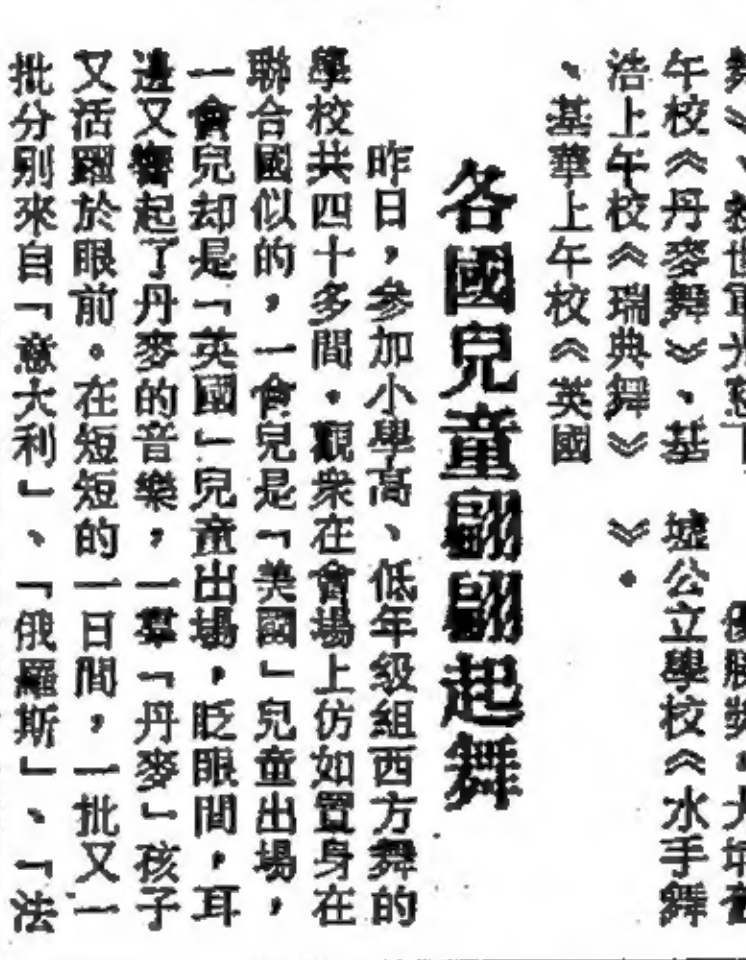 午校《丹麥舞》、基
浩上午校《瑞典舞》
、基華上午校《英國
墟公立學校《水手舞
》。
各國兒童翩翩起舞
昨日，參加小學高、低年級組西方舞的
學校共四十多間。觀衆在會場上仿如置身在
聯合國似的，一會兒是「美國」兒童出場，
一會兒却是「英國」兒童出場，眨眼間，耳
邊又響起了丹麥的音樂，一羣「丹麥」孩子
又活躍於眼前。在短短的一日間，一批又一
批分別來自「意大利」、「俄羅斯」、「法